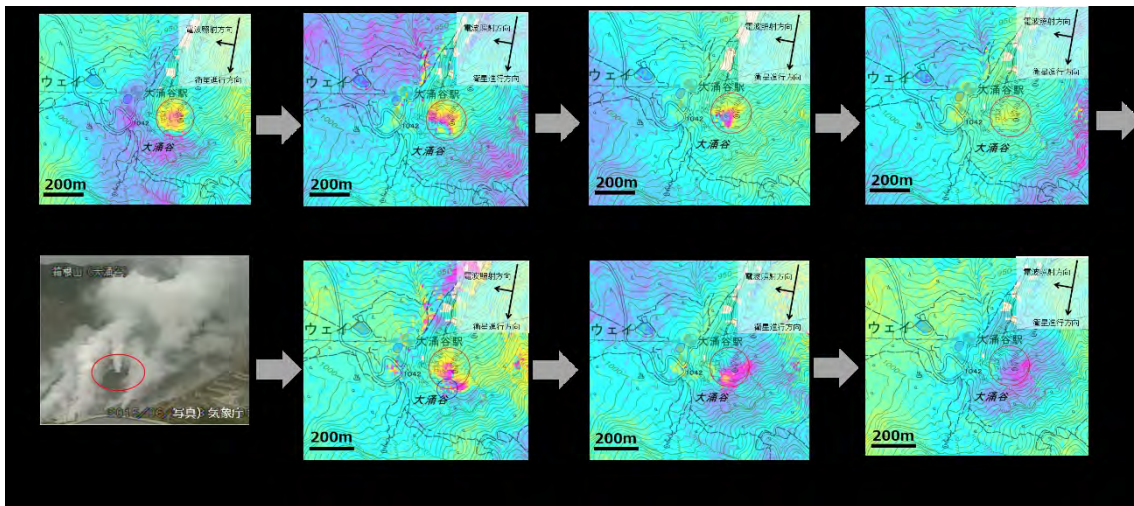 電波照射方向
衛星進行方向
ウェイ
大涌谷駅
1042
大涌谷
200m
電波照射方向
衛星進行方向
ウェイ
大涌谷駅
1042
大涌谷
200m
電波照射方向
衛星進行方向
ウェイ
大涌谷駅
1042
大涌谷
200m
電波照射方向
衛星進行方向
ウェイ
大涌谷駅
1042
大涌谷
200m
箱根山(大涌谷)
写真): 気象庁
電波照射方向
衛星進行方向
ウェイ
大涌谷駅
1042
大涌谷
200m
電波照射方向
衛星進行方向
ウェイ
大涌谷駅
1042
大涌谷
200m
電波照射方向
衛星進行方向
ウェイ
大涌谷駅
1042
大涌谷
200m